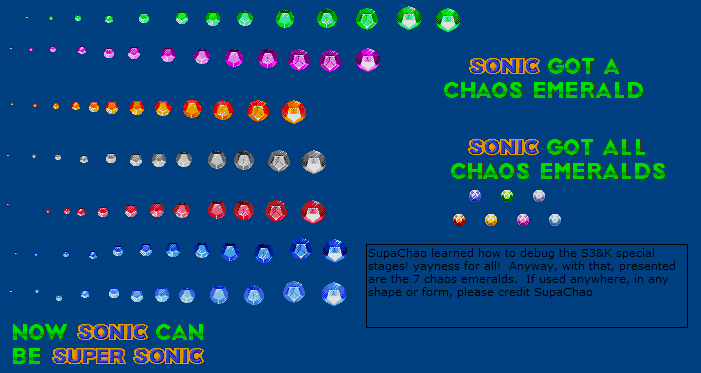 SONIC GOT A
CHAOS EMERALD
SONIC GOT ALL
CHAOS EMERALDS
SupaChao learned how to debug the S3&K special
stages! yayness for all!  Anyway, with that, presented
are the 7 chaos emeralds.  If used anywhere, in any
shape or form, please credit SupaChao
NOW SONIC CAN
BE SUPER SONIC